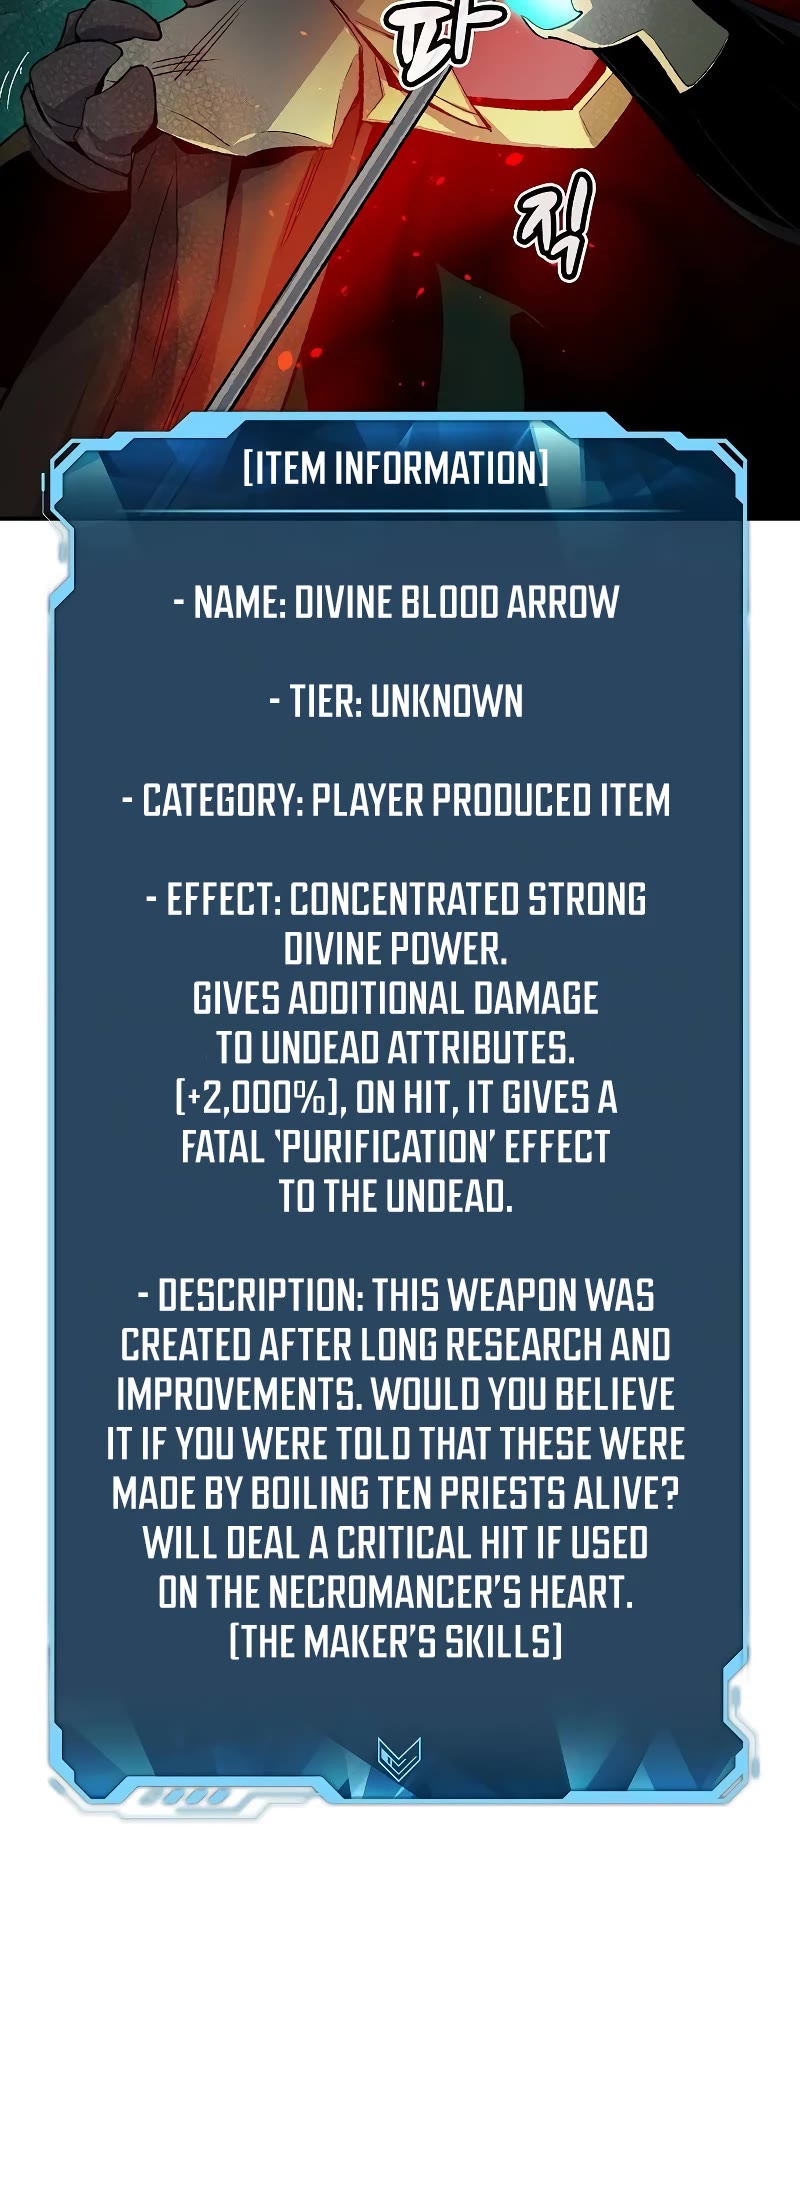 파
직
[ITEM INFORMATION]
- NAME: DIVINE BLOOD ARROW
- TIER: UNKNOWN
- CATEGORY: PLAYER PRODUCED ITEM
- EFFECT: CONCENTRATED STRONG
DIVINE POWER.
GIVES ADDITIONAL DAMAGE
TO UNDEAD ATTRIBUTES.
[+2,000%], ON HIT, IT GIVES A
FATAL ‘PURIFICATION’ EFFECT
TO THE UNDEAD.
- DESCRIPTION: THIS WEAPON WAS
CREATED AFTER LONG RESEARCH AND
IMPROVEMENTS. WOULD YOU BELIEVE
IT IF YOU WERE TOLD THAT THESE WERE
MADE BY BOILING TEN PRIESTS ALIVE?
WILL DEAL A CRITICAL HIT IF USED
ON THE NECROMANCER’S HEART.
[THE MAKER’S SKILLS]